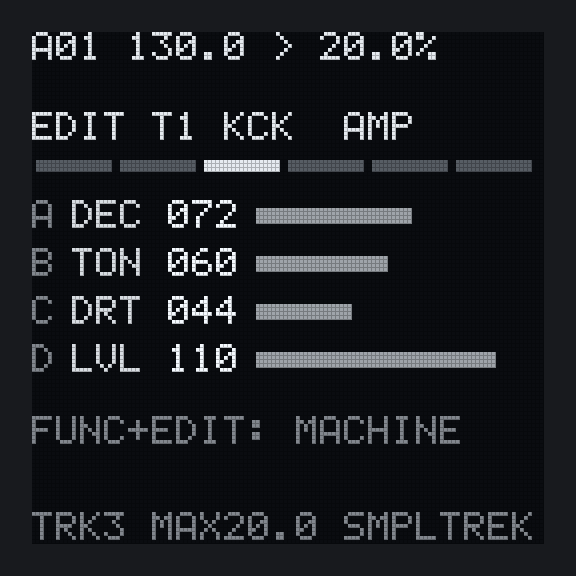 A01 130.0 > 20.0%
EDIT T1 KCK AMP
A DEC 072
B TON 060
C DRT 044
D LVL 110
FUNC+EDIT: MACHINE
TRK3 MAX20.0 SMPLTREK